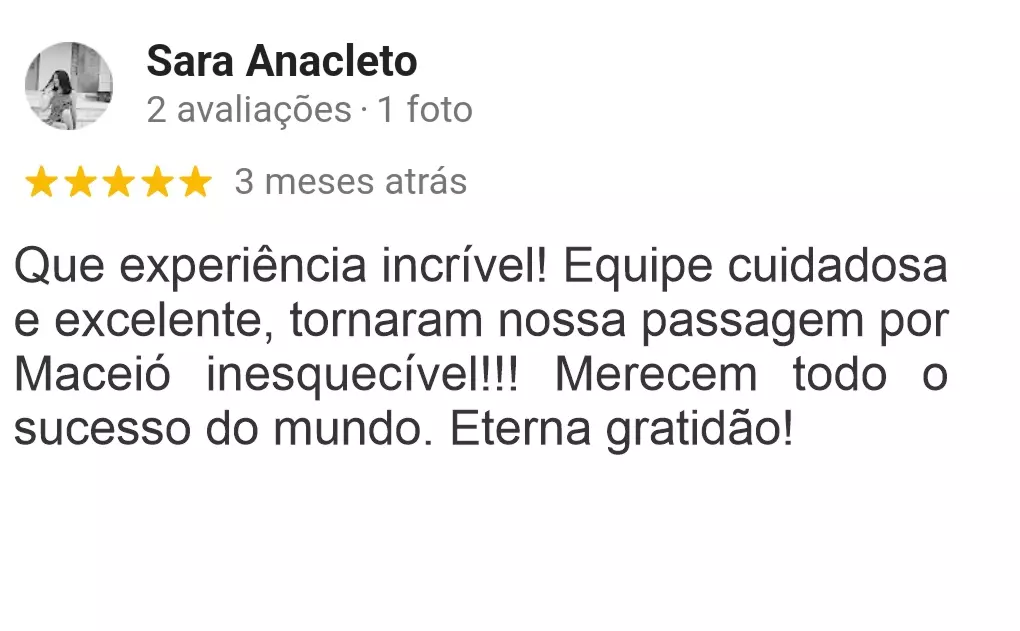 Sara Anacleto
2 avaliações · 1 foto
3 meses atrás
Que experiência incrível! Equipe cuidadosa
e excelente, tornaram nossa passagem por
Maceió inesquecível!!! Merecem todo o
sucesso do mundo. Eterna gratidão!